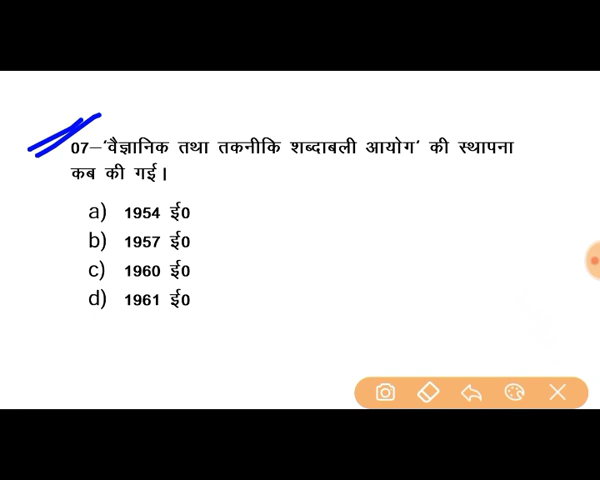 07–'वैज्ञानिक तथा तकनीकि शब्दाबली आयोग' की स्थापना
कब की गई।
a) 1954 ई0
b) 1957 ई0
c) 1960 ई0
d) 1961 ई0